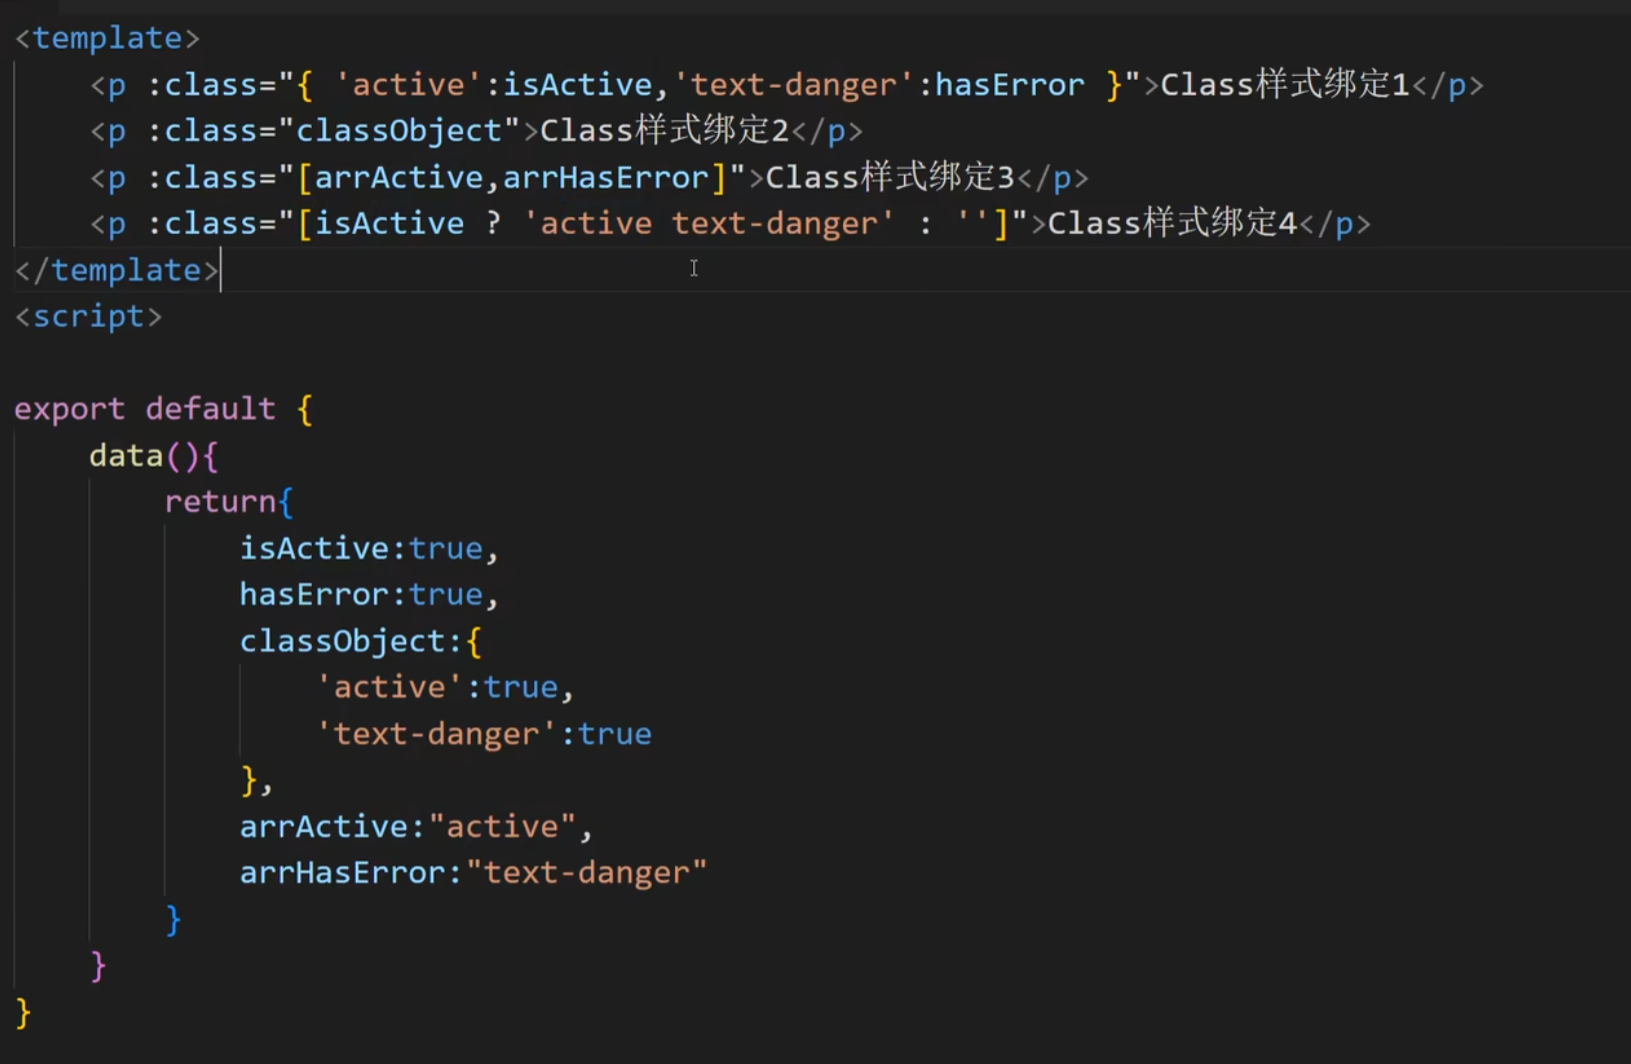 <template>
    <p :class="{ 'active':isActive,'text-danger':hasError }">Class样式绑定1</p>
    <p :class="classObject">Class样式绑定2</p>
    <p :class="[arrActive,arrHasError]">Class样式绑定3</p>
    <p :class="[isActive ? 'active text-danger' : '']">Class样式绑定4</p>
</template>
<script>

export default {
    data(){
        return{
            isActive:true,
            hasError:true,
            classObject:{
                'active':true,
                'text-danger':true
            },
            arrActive:"active",
            arrHasError:"text-danger"
        }
    }
}